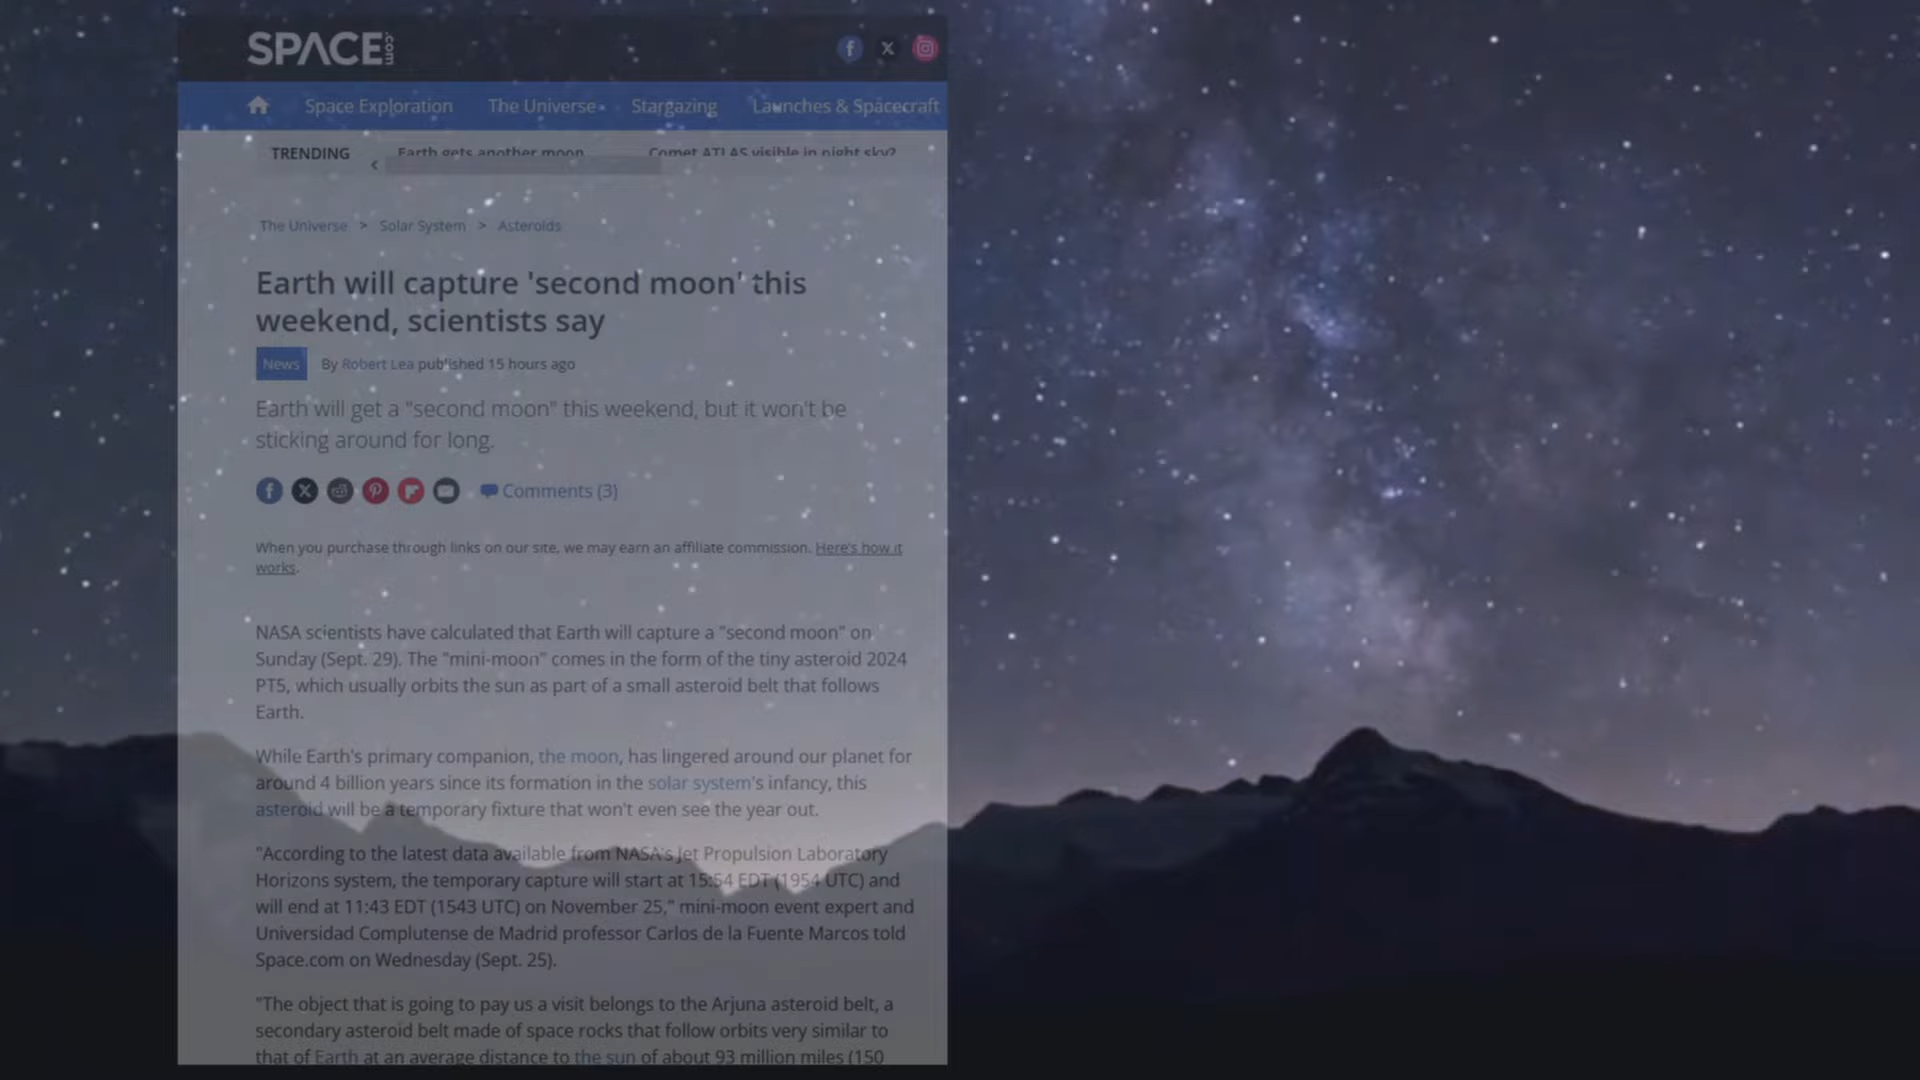 SPACE.com
Space Exploration The Universe Stargazing Launches & Spacecraft
TRENDING Earth gets another moon Comet ATLAS visible in night sky?
The Universe > Solar System > Asteroids
Earth will capture 'second moon' this
weekend, scientists say
News By Robert Lea published 15 hours ago
Earth will get a "second moon" this weekend, but it won't be
sticking around for long.
Comments (3)
When you purchase through links on our site, we may earn an affiliate commission. Here's how it
works.
NASA scientists have calculated that Earth will capture a "second moon" on
Sunday (Sept. 29). The "mini-moon" comes in the form of the tiny asteroid 2024
PT5, which usually orbits the sun as part of a small asteroid belt that follows
Earth.
While Earth's primary companion, the moon, has lingered around our planet for
around 4 billion years since its formation in the solar system's infancy, this
asteroid will be a temporary fixture that won't even see the year out.
"According to the latest data available from NASA's Jet Propulsion Laboratory
Horizons system, the temporary capture will start at 15:54 EDT (1954 UTC) and
will end at 11:43 EDT (1543 UTC) on November 25," mini-moon event expert and
Universidad Complutense de Madrid professor Carlos de la Fuente Marcos told
Space.com on Wednesday (Sept. 25).
"The object that is going to pay us a visit belongs to the Arjuna asteroid belt, a
secondary asteroid belt made of space rocks that follow orbits very similar to
that of Earth at an average distance to the sun of about 93 million miles (150